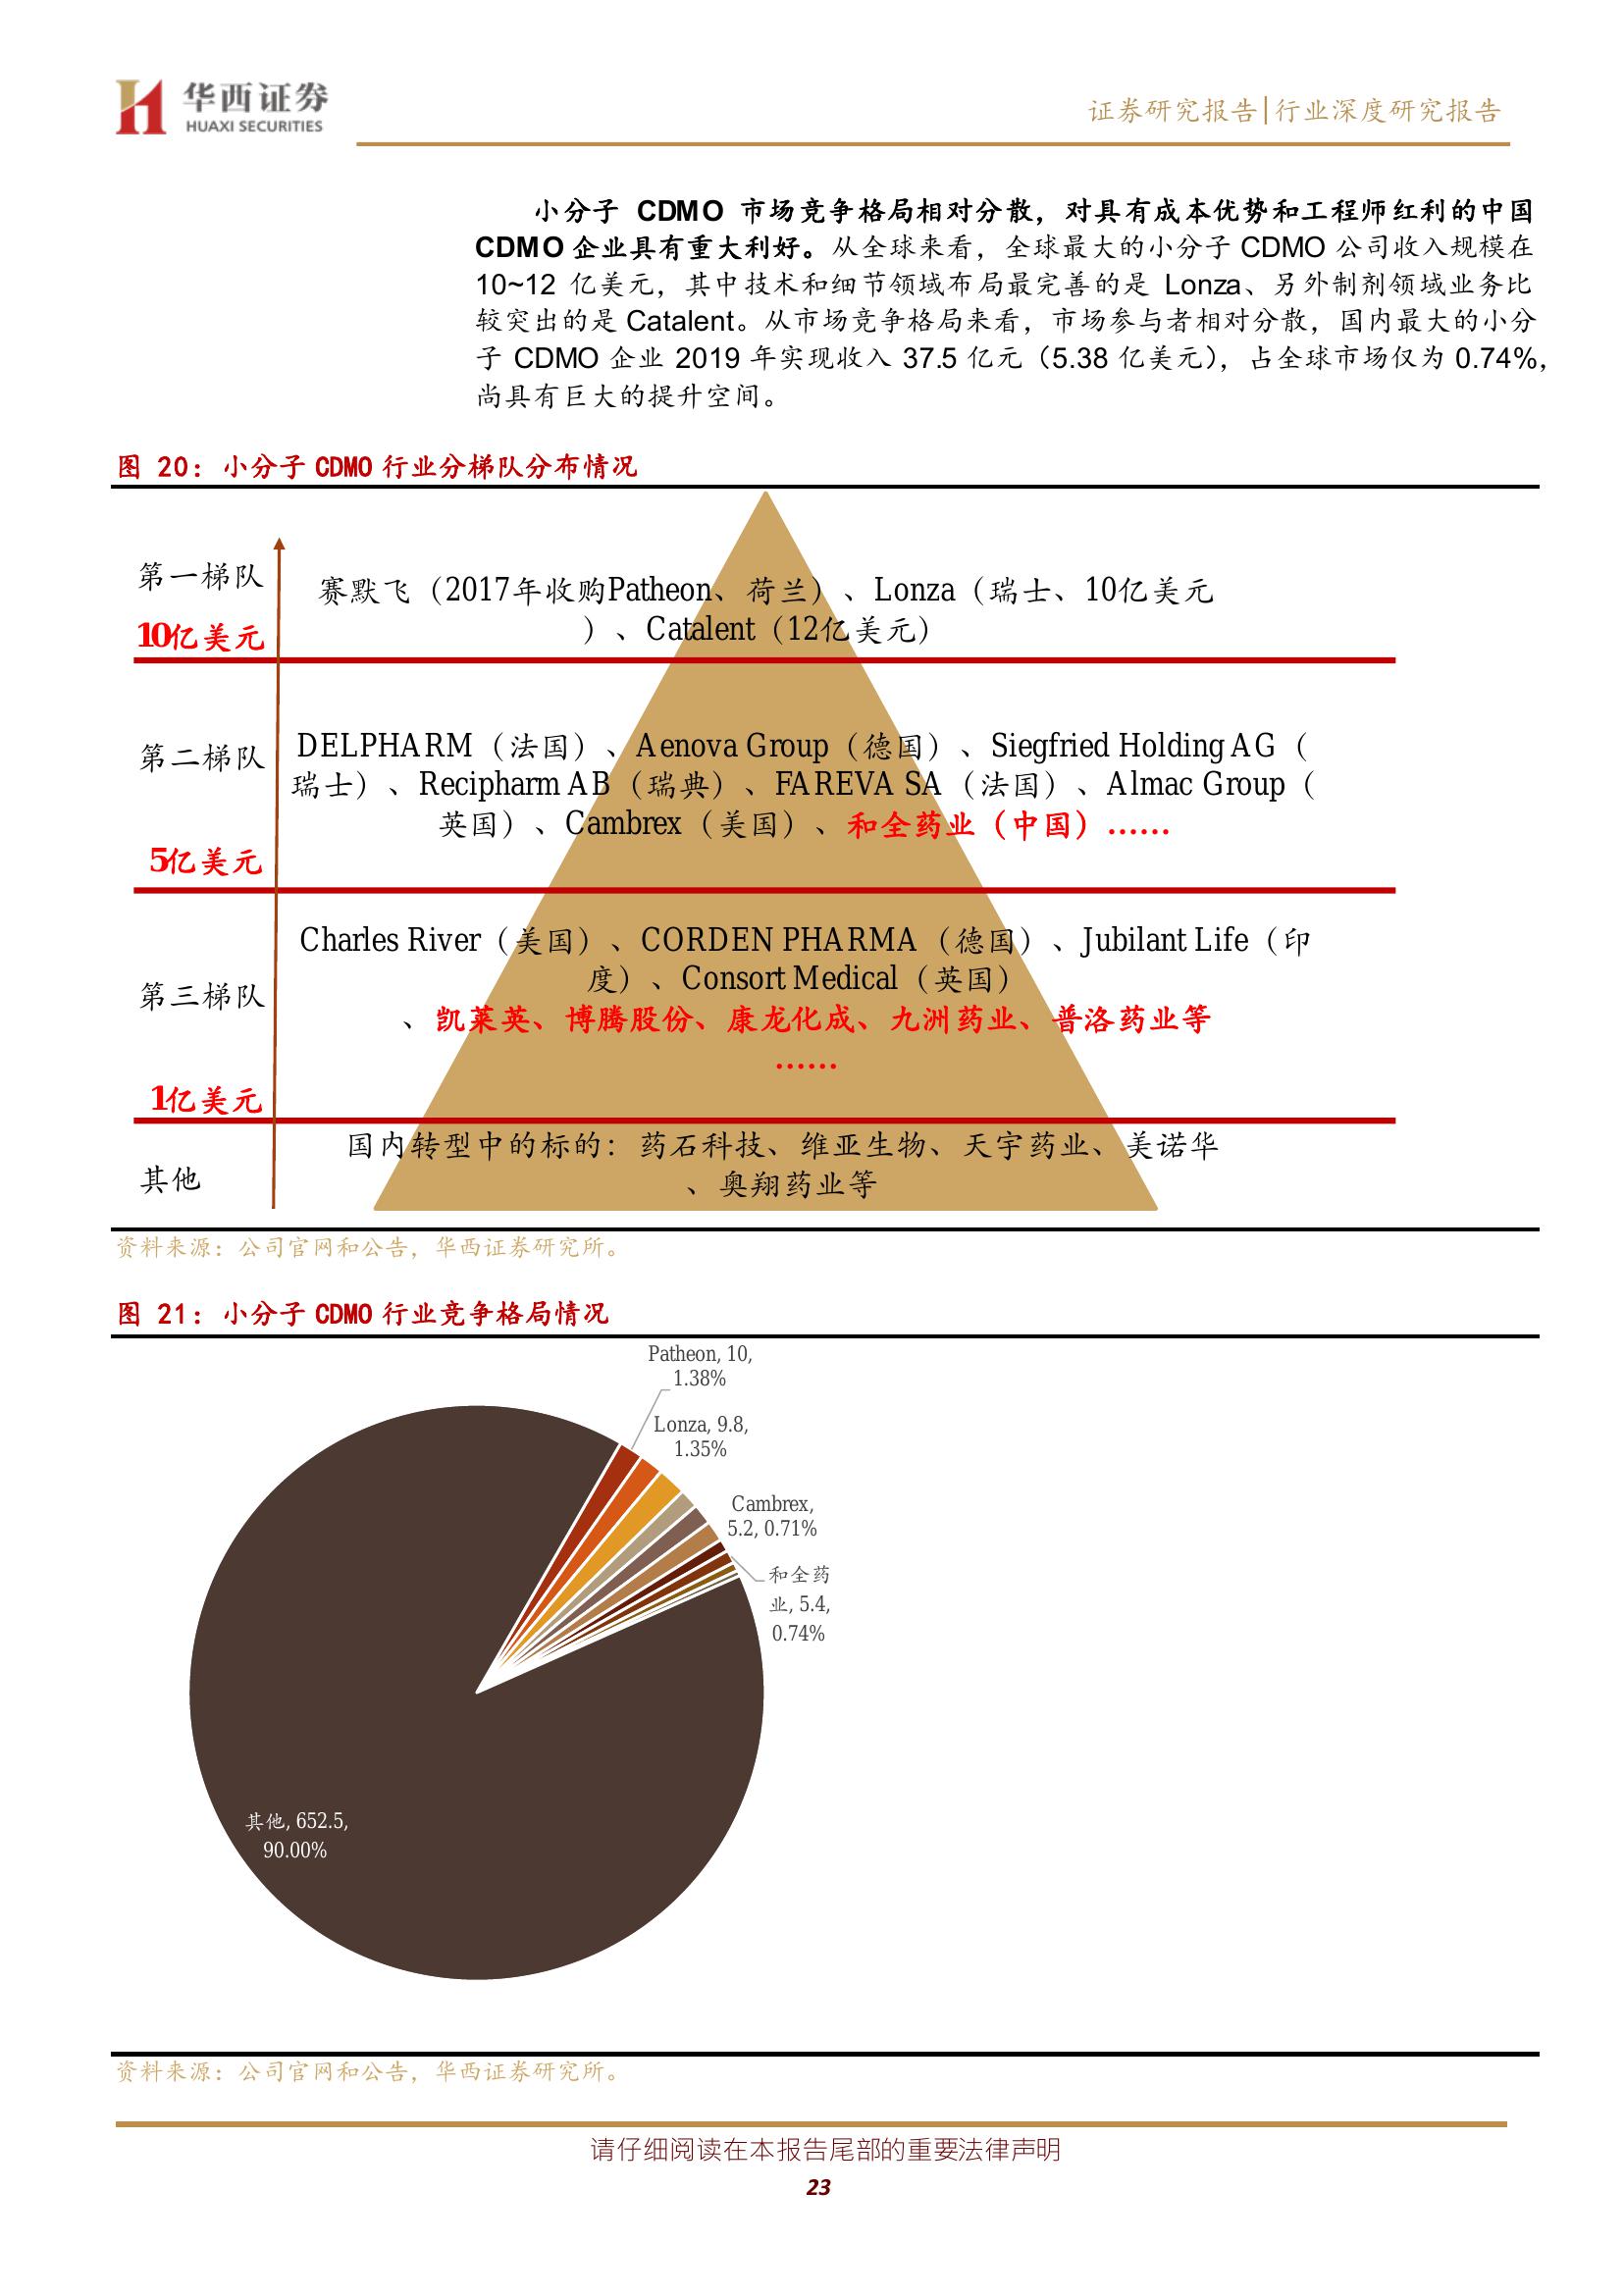 华西证券
HUAXI SECURITIES
证券研究报告|行业深度研究报告
小分子 CDMO 市场竞争格局相对分散，对具有成本优势和工程师红利的中国
CDMO 企业具有重大利好。从全球来看，全球最大的小分子 CDMO 公司收入规模在
10~12 亿美元，其中技术和细节领域布局最完善的是 Lonza、另外制剂领域业务比
较突出的是 Catalent。从市场竞争格局来看，市场参与者相对分散，国内最大的小分
子 CDMO 企业 2019 年实现收入 37.5 亿元（5.38 亿美元），占全球市场仅为 0.74%，
尚具有巨大的提升空间。
图 20：小分子 CDMO 行业分梯队分布情况
第一梯队
10亿美元
赛默飞（2017年收购Patheon、荷兰）、Lonza（瑞士、10亿美元
）、Catalent（12亿美元）
第二梯队
5亿美元
DELPHARM（法国）、Aenova Group（德国）、Siegfried Holding AG（
瑞士）、Recipharm AB（瑞典）、FAREVA SA（法国）、Almac Group（
英国）、Cambrex（美国）、和全药业（中国）……
第三梯队
1亿美元
Charles River（美国）、CORDEN PHARMA（德国）、Jubilant Life（印
度）、Consort Medical（英国）
、凯莱英、博腾股份、康龙化成、九洲药业、普洛药业等
……
其他
国内转型中的标的：药石科技、维亚生物、天宇药业、美诺华
、奥翔药业等
资料来源：公司官网和公告，华西证券研究所。
图 21：小分子 CDMO 行业竞争格局情况
Patheon, 10,
1.38%
Lonza, 9.8,
1.35%
Cambrex,
5.2, 0.71%
和全药
业, 5.4,
0.74%
其他, 652.5,
90.00%
资料来源：公司官网和公告，华西证券研究所。
请仔细阅读在本报告尾部的重要法律声明
23